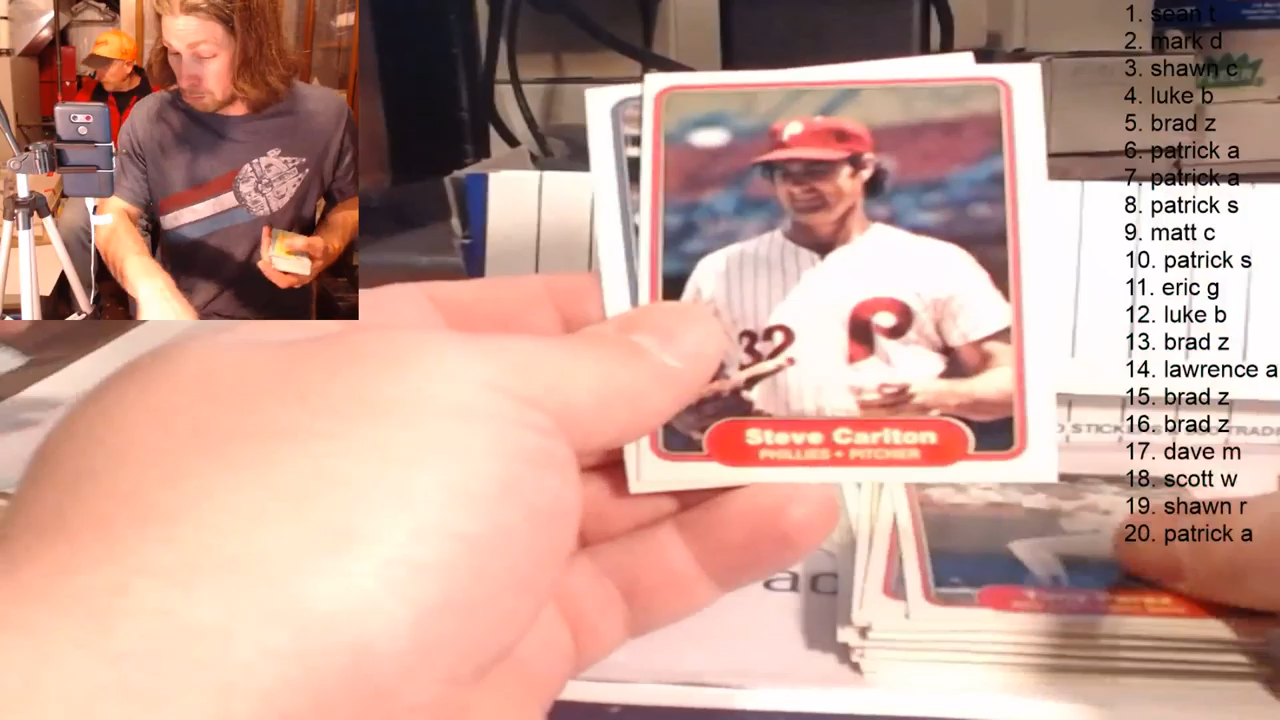 1. sean t
2. mark d
3. shawn c
4. luke b
5. brad z
6. patrick a
7. patrick a
8. patrick s
9. matt c
10. patrick s
11. eric g
12. luke b
13. brad z
14. lawrence a
15. brad z
16. brad z
17. dave m
18. scott w
19. shawn r
20. patrick a
P
32
P
Steve Carlton
PHILLIES • PITCHER